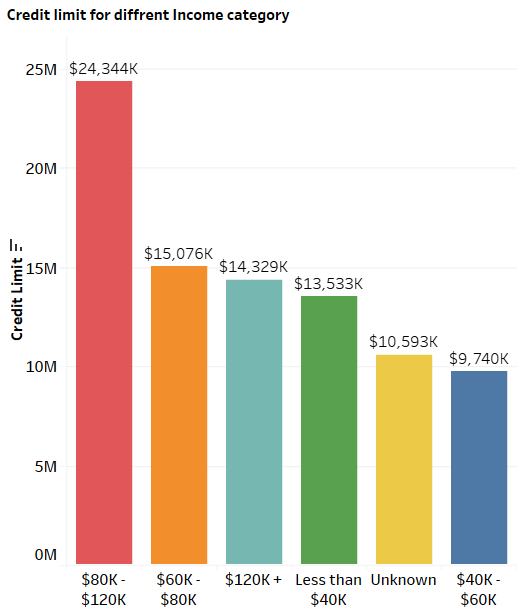 Credit limit for diffrent Income category
Credit Limit
25M
20M
15M
10M
5M
0M
$24,344K
$15,076K
$14,329K
$13,533K
$10,593K
$9,740K
$80K -
$120K
$60K -
$80K
$120K +
Less than
$40K
Unknown
$40K -
$60K